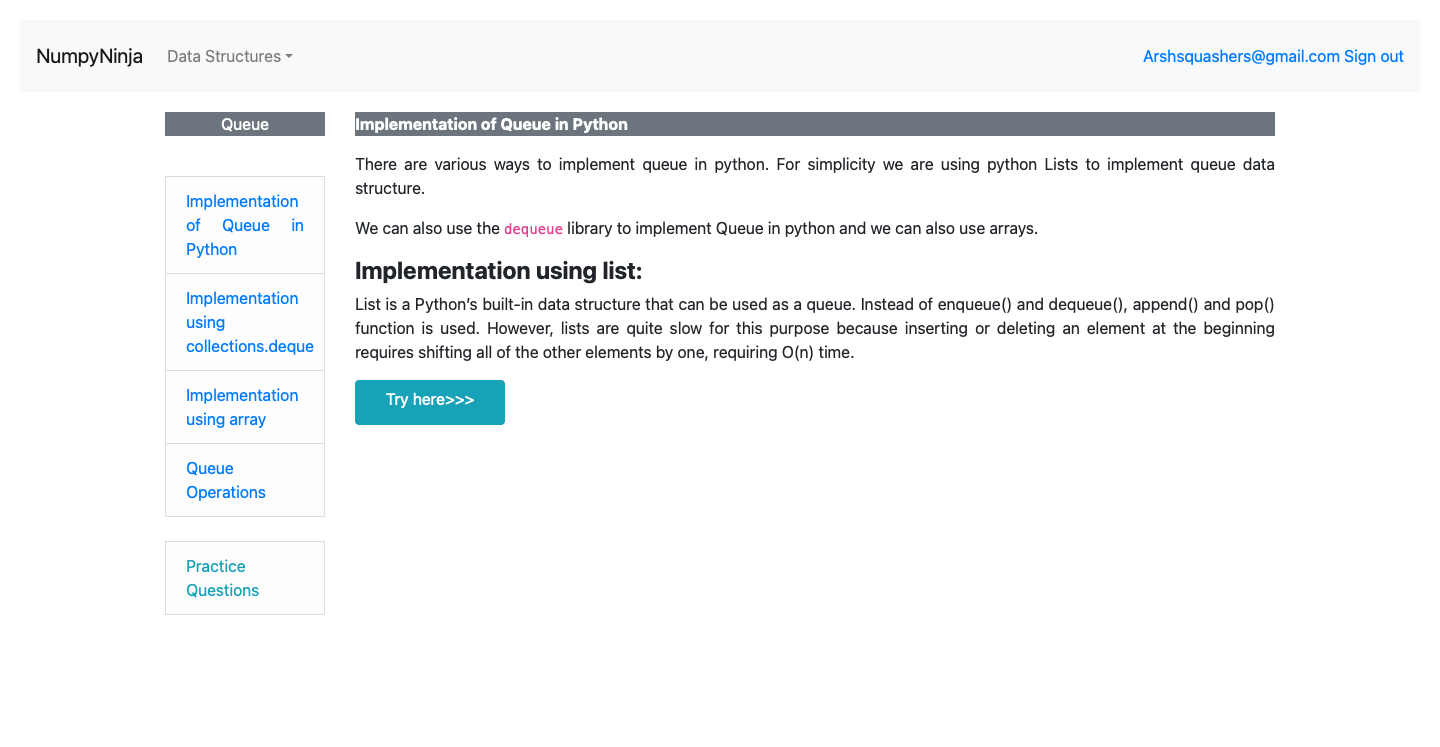 NumpyNinja
Data Structures
Arshsquashers@gmail.com Sign out
Queue
Implementation
of Queue in
Python
Implementation
using
collections.deque
Implementation
using array
Queue
Operations
Practice
Questions
Implementation of Queue in Python
There are various ways to implement queue in python. For simplicity we are using python Lists to implement queue data
structure.
We can also use the dequeue library to implement Queue in python and we can also use arrays.
Implementation using list:
List is a Python’s built-in data structure that can be used as a queue. Instead of enqueue() and dequeue(), append() and pop()
function is used. However, lists are quite slow for this purpose because inserting or deleting an element at the beginning
requires shifting all of the other elements by one, requiring O(n) time.
Try here>>>